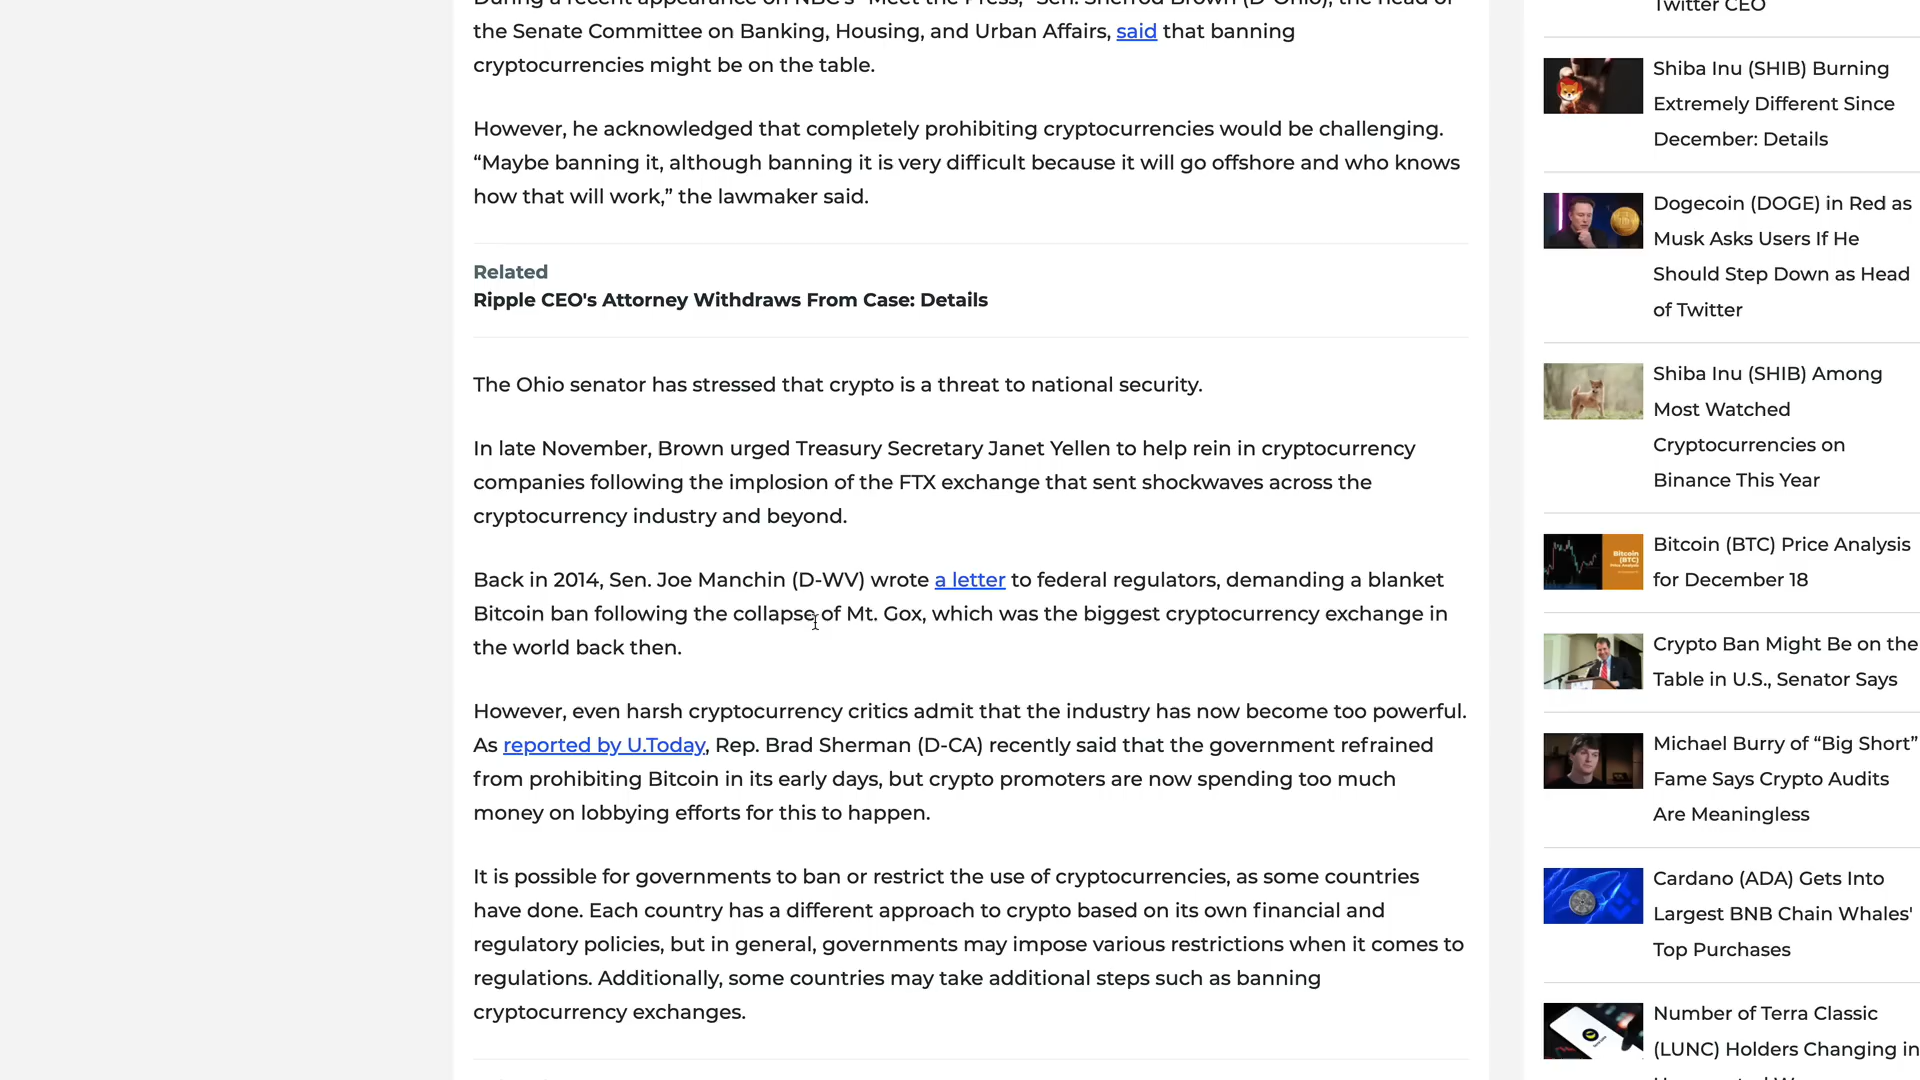 During a recent appearance on NBC's "Meet the Press," Sen. Sherrod Brown (D-Ohio), the head of
the Senate Committee on Banking, Housing, and Urban Affairs, said that banning
cryptocurrencies might be on the table.
However, he acknowledged that completely prohibiting cryptocurrencies would be challenging.
“Maybe banning it, although banning it is very difficult because it will go offshore and who knows
how that will work,” the lawmaker said.
Related
Ripple CEO's Attorney Withdraws From Case: Details
The Ohio senator has stressed that crypto is a threat to national security.
In late November, Brown urged Treasury Secretary Janet Yellen to help rein in cryptocurrency
companies following the implosion of the FTX exchange that sent shockwaves across the
cryptocurrency industry and beyond.
Back in 2014, Sen. Joe Manchin (D-WV) wrote a letter to federal regulators, demanding a blanket
Bitcoin ban following the collapse of Mt. Gox, which was the biggest cryptocurrency exchange in
the world back then.
However, even harsh cryptocurrency critics admit that the industry has now become too powerful.
As reported by U.Today, Rep. Brad Sherman (D-CA) recently said that the government refrained
from prohibiting Bitcoin in its early days, but crypto promoters are now spending too much
money on lobbying efforts for this to happen.
It is possible for governments to ban or restrict the use of cryptocurrencies, as some countries
have done. Each country has a different approach to crypto based on its own financial and
regulatory policies, but in general, governments may impose various restrictions when it comes to
regulations. Additionally, some countries may take additional steps such as banning
cryptocurrency exchanges.
Twitter CEO
Shiba Inu (SHIB) Burning
Extremely Different Since
December: Details
Dogecoin (DOGE) in Red as
Musk Asks Users If He
Should Step Down as Head
of Twitter
Shiba Inu (SHIB) Among
Most Watched
Cryptocurrencies on
Binance This Year
Bitcoin
(BTC)
Bitcoin (BTC) Price Analysis
for December 18
Crypto Ban Might Be on the
Table in U.S., Senator Says
Michael Burry of “Big Short”
Fame Says Crypto Audits
Are Meaningless
Cardano (ADA) Gets Into
Largest BNB Chain Whales'
Top Purchases
Number of Terra Classic
(LUNC) Holders Changing in